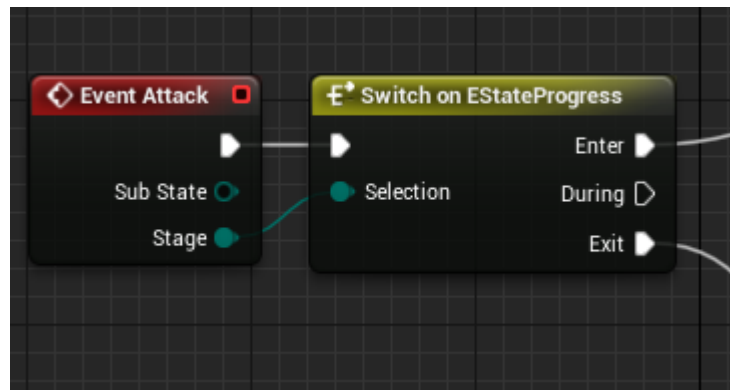 Event Attack
Switch on EStateProgress
Enter
Sub State
Selection
During
Stage
Exit